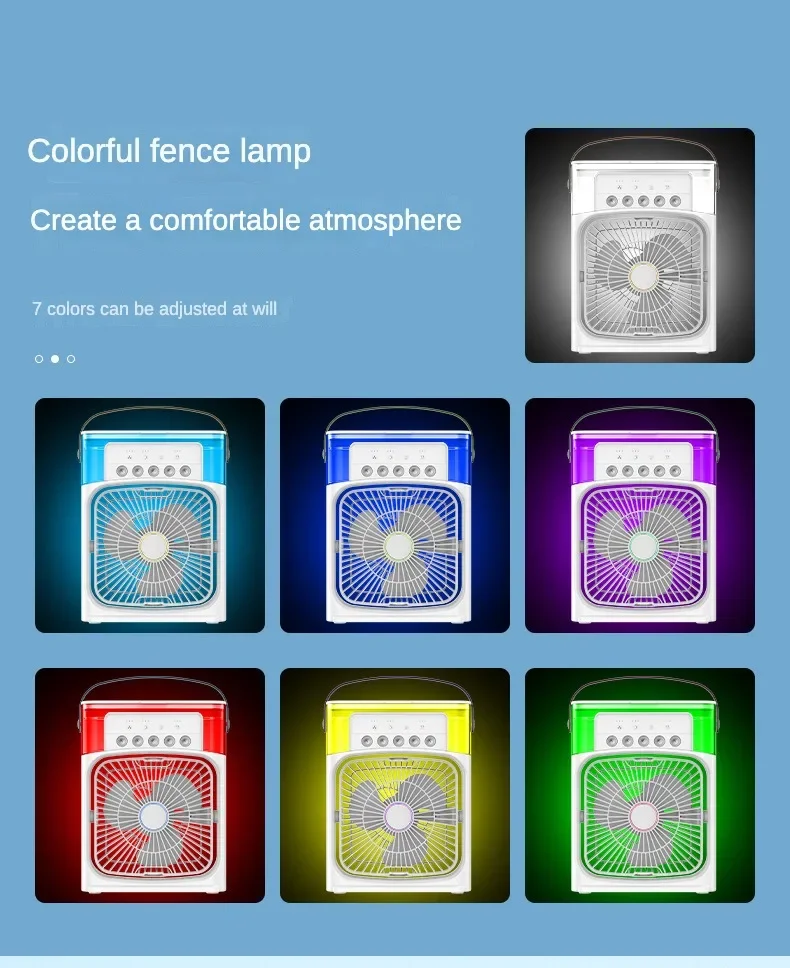 Colorful fence lamp
Create a comfortable atmosphere
7 colors can be adjusted at will